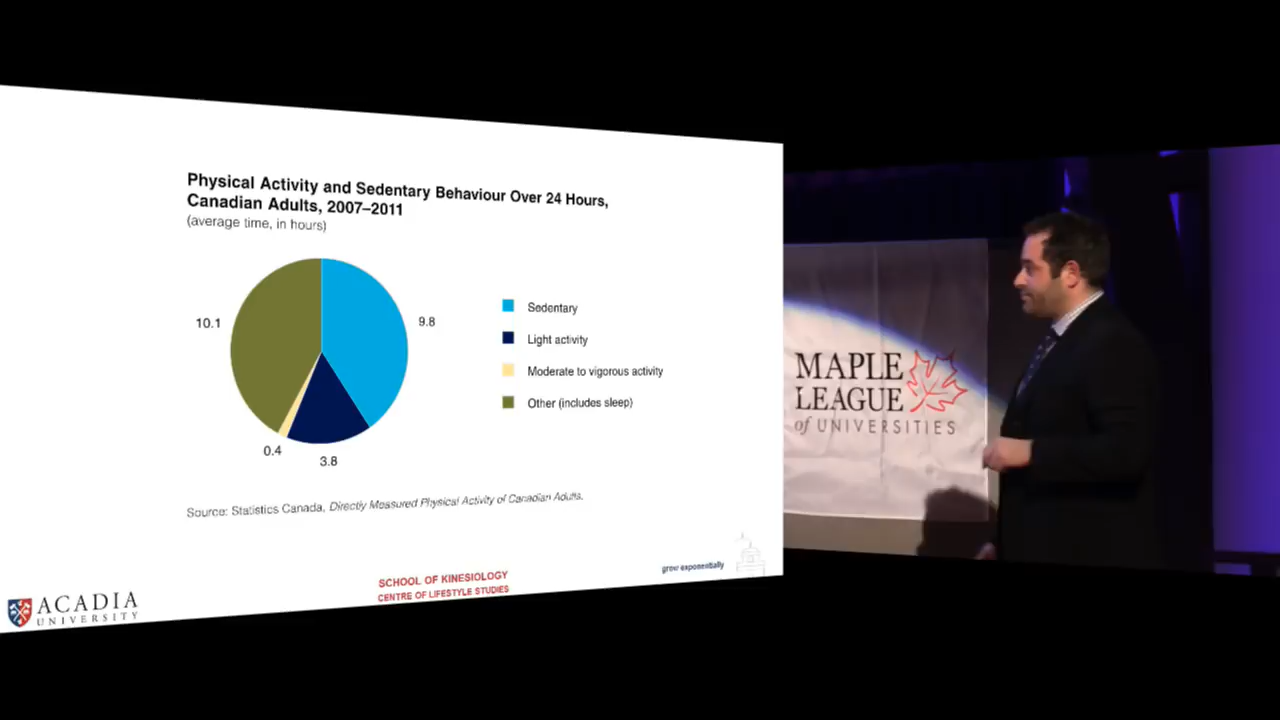 Physical Activity and Sedentary Behaviour Over 24 Hours,
Canadian Adults, 2007–2011
(average time, in hours)
10.1
9.8
0.4
3.8
Sedentary
Light activity
Moderate to vigorous activity
Other (includes sleep)
Source: Statistics Canada, Directly Measured Physical Activity of Canadian Adults.
grow exponentially
SCHOOL OF KINESIOLOGY
CENTRE OF LIFESTYLE STUDIES
ACADIA
UNIVERSITY
MAPLE
LEAGUE
of UNIVERSITIES